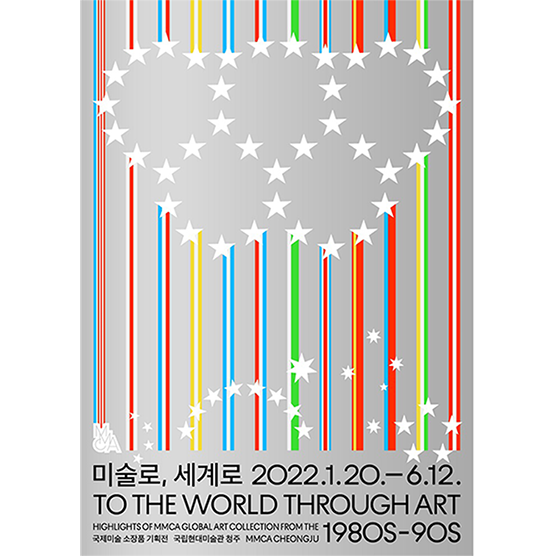 MMCA
미술로, 세계로 2022.1.20.–6.12.
TO THE WORLD THROUGH ART
HIGHLIGHTS OF MMCA GLOBAL ART COLLECTION FROM THE 1980S–90S
국제미술 소장품 기획전 국립현대미술관 청주 MMCA CHEONGJU